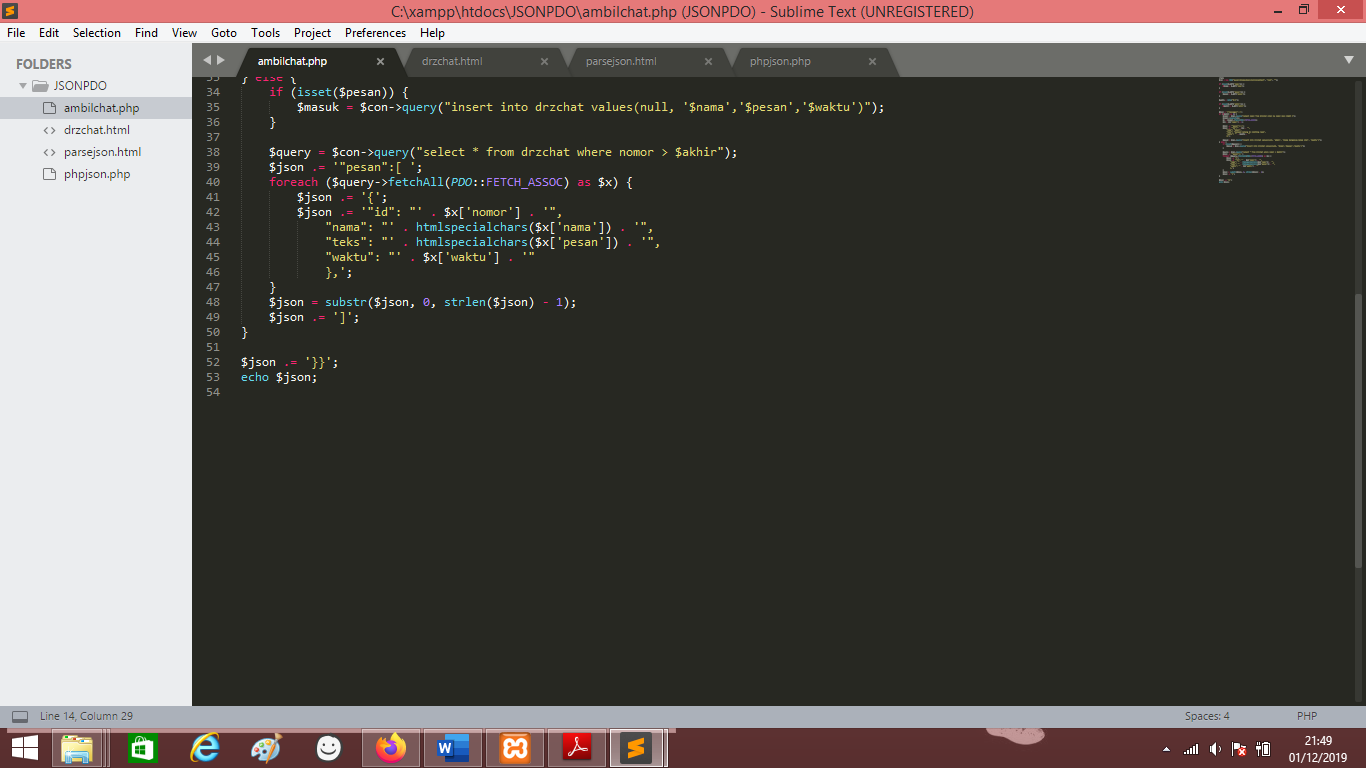 C:\xampp\htdocs\JSONPDO\ambilchat.php (JSONPDO) - Sublime Text (UNREGISTERED)
File Edit Selection Find View Goto Tools Project Preferences Help
FOLDERS
JSONPDO
ambilchat.php
drzchat.html
parsejson.html
phpjson.php
ambilchat.php × drzchat.html × parsejson.html × phpjson.php ×
33 } else {
34     if (isset($pesan)) {
35         $masuk = $con->query("insert into drzchat values(null, '$nama','$pesan','$waktu')");
36     }
37
38     $query = $con->query("select * from drzchat where nomor > $akhir");
39     $json .= '"pesan":[ ';
40     foreach ($query->fetchAll(PDO::FETCH_ASSOC) as $x) {
41         $json .= '{';
42         $json .= '"id": "' . $x['nomor'] . '",
43             "nama": "' . htmlspecialchars($x['nama']) . '",
44             "teks": "' . htmlspecialchars($x['pesan']) . '",
45             "waktu": "' . $x['waktu'] . '"
46             },';
47     }
48     $json = substr($json, 0, strlen($json) - 1);
49     $json .= ']';
50 }
51
52 $json .= '}}';
53 echo $json;
54
Line 14, Column 29
Spaces: 4 PHP
21:49
01/12/2019